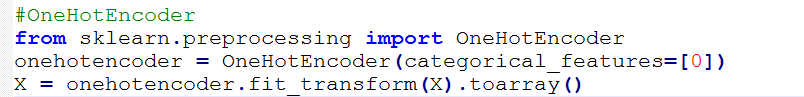 #OneHotEncoder
from sklearn.preprocessing import OneHotEncoder
onehotencoder = OneHotEncoder(categorical_features=[0])
X = onehotencoder.fit_transform(X).toarray()